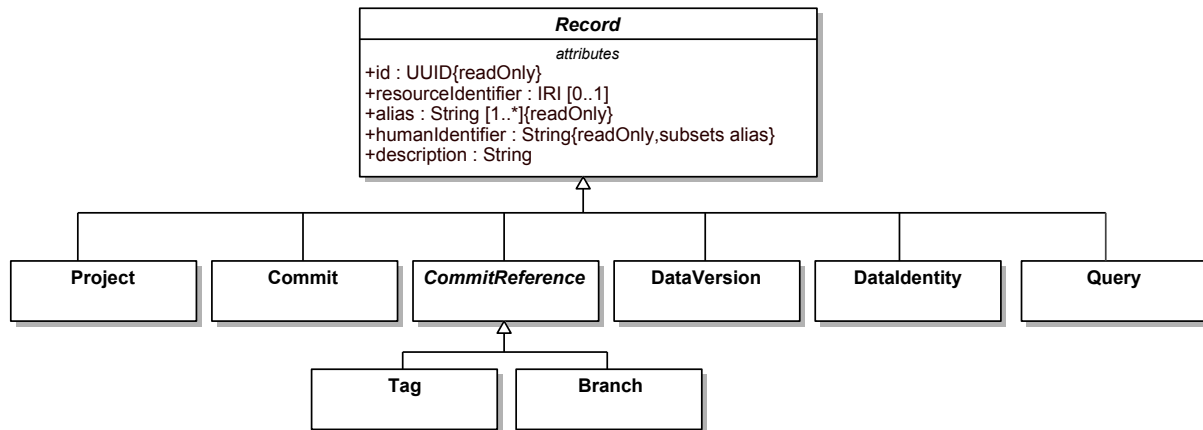 Record
attributes
+id : UUID{readOnly}
+resourceIdentifier : IRI [0..1]
+alias : String [1..*]{readOnly}
+humanIdentifier : String{readOnly,subsets alias}
+description : String
Project
Commit
CommitReference
DataVersion
DataIdentity
Query
Tag
Branch